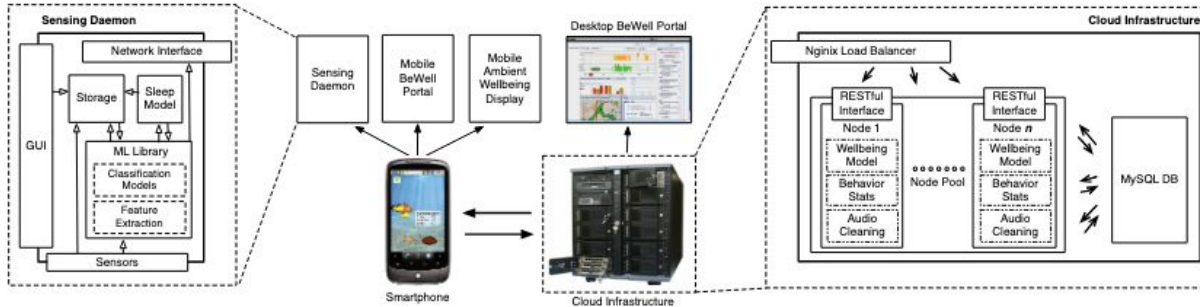 Sensing Daemon
Network Interface
GUI
Storage
Sleep
Model
ML Library
Classification
Models
Feature
Extraction
Sensors
Sensing
Daemon
Mobile
BeWell
Portal
Mobile
Ambient
Wellbeing
Display
Smartphone
Desktop BeWell Portal
Cloud Infrastructure
Cloud Infrastructure
Nginix Load Balancer
RESTful
Interface
Node 1
Wellbeing
Model
Behavior
Stats
Audio
Cleaning
Node Pool
RESTful
Interface
Node n
Wellbeing
Model
Behavior
Stats
Audio
Cleaning
MySQL DB